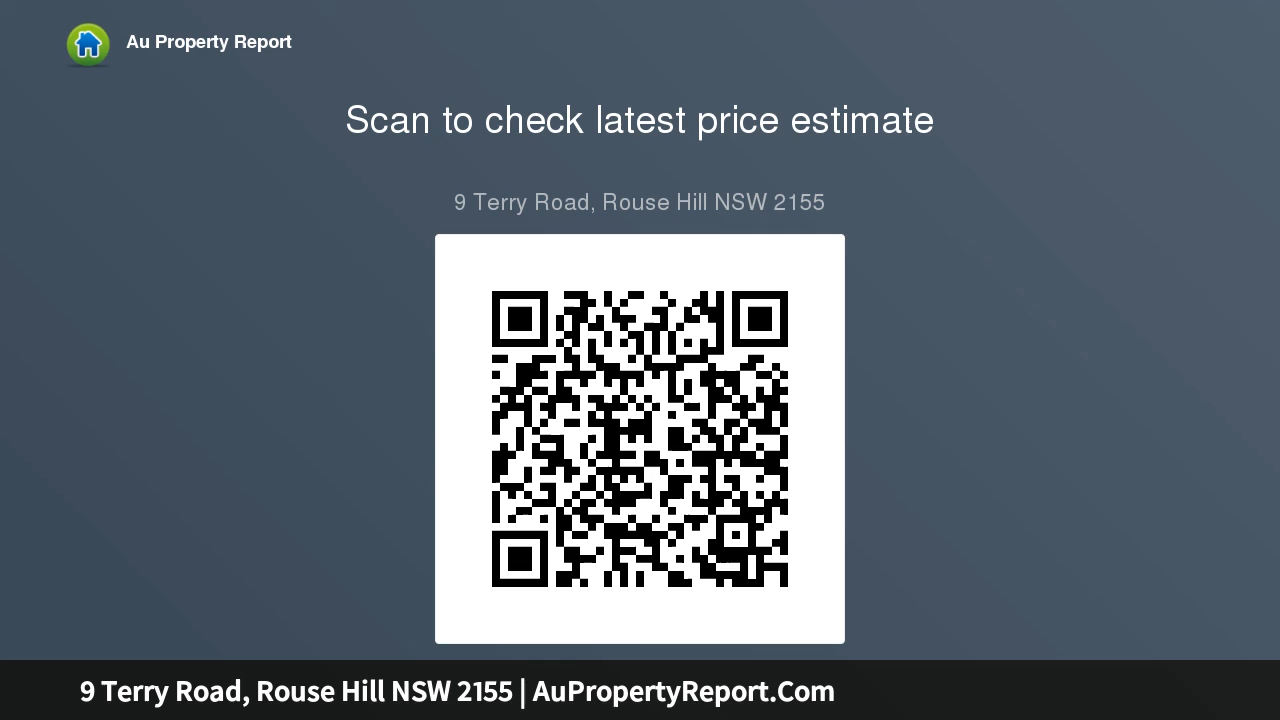 Au Property Report
Scan to check latest price estimate
9 Terry Road, Rouse Hill NSW 2155
9 Terry Road, Rouse Hill NSW 2155 | AuPropertyReport.Com